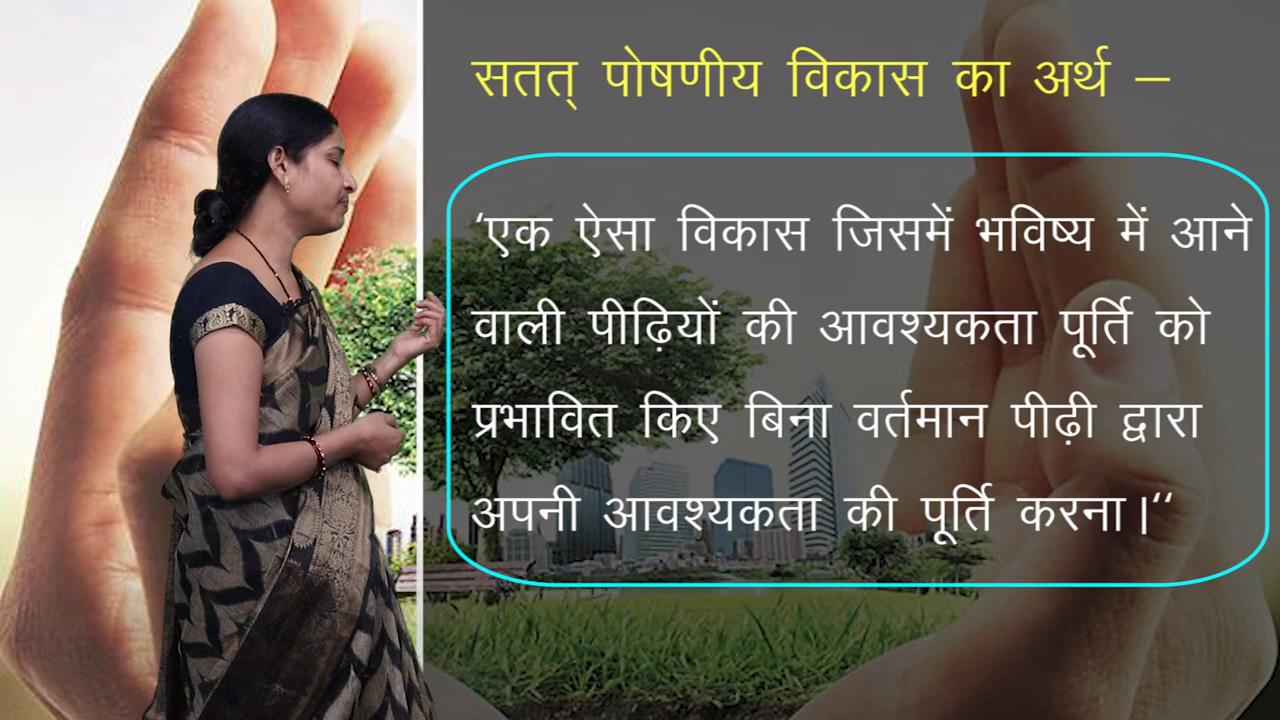 सतत् पोषणीय विकास का अर्थ –
‘एक ऐसा विकास जिसमें भविष्य में आने
वाली पीढ़ियों की आवश्यकता पूर्ति को
प्रभावित किए बिना वर्तमान पीढ़ी द्वारा
अपनी आवश्यकता की पूर्ति करना।‘‘